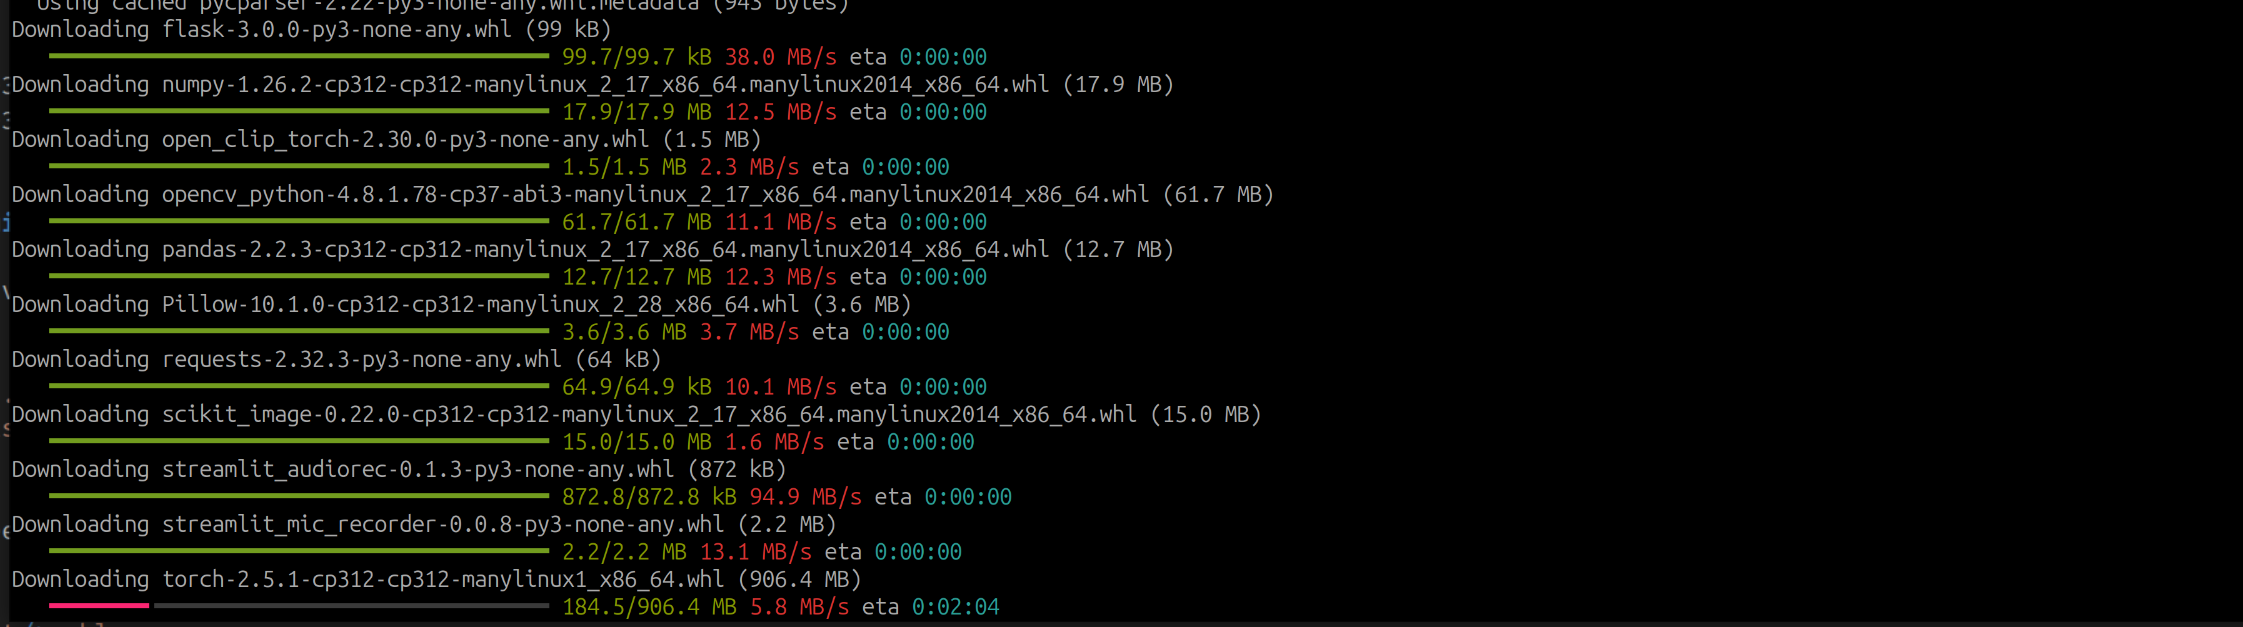 Using cached pycparser-2.22-py3-none-any.whl.metadata (943 bytes)
Downloading flask-3.0.0-py3-none-any.whl (99 kB)
99.7/99.7 kB 38.0 MB/s eta 0:00:00
Downloading numpy-1.26.2-cp312-cp312-manylinux_2_17_x86_64.manylinux2014_x86_64.whl (17.9 MB)
17.9/17.9 MB 12.5 MB/s eta 0:00:00
Downloading open_clip_torch-2.30.0-py3-none-any.whl (1.5 MB)
1.5/1.5 MB 2.3 MB/s eta 0:00:00
Downloading opencv_python-4.8.1.78-cp37-abi3-manylinux_2_17_x86_64.manylinux2014_x86_64.whl (61.7 MB)
61.7/61.7 MB 11.1 MB/s eta 0:00:00
Downloading pandas-2.2.3-cp312-cp312-manylinux_2_17_x86_64.manylinux2014_x86_64.whl (12.7 MB)
12.7/12.7 MB 12.3 MB/s eta 0:00:00
Downloading Pillow-10.1.0-cp312-cp312-manylinux_2_28_x86_64.whl (3.6 MB)
3.6/3.6 MB 3.7 MB/s eta 0:00:00
Downloading requests-2.32.3-py3-none-any.whl (64 kB)
64.9/64.9 kB 10.1 MB/s eta 0:00:00
Downloading scikit_image-0.22.0-cp312-cp312-manylinux_2_17_x86_64.manylinux2014_x86_64.whl (15.0 MB)
15.0/15.0 MB 1.6 MB/s eta 0:00:00
Downloading streamlit_audiorec-0.1.3-py3-none-any.whl (872 kB)
872.8/872.8 kB 94.9 MB/s eta 0:00:00
Downloading streamlit_mic_recorder-0.0.8-py3-none-any.whl (2.2 MB)
2.2/2.2 MB 13.1 MB/s eta 0:00:00
Downloading torch-2.5.1-cp312-cp312-manylinux1_x86_64.whl (906.4 MB)
184.5/906.4 MB 5.8 MB/s eta 0:02:04